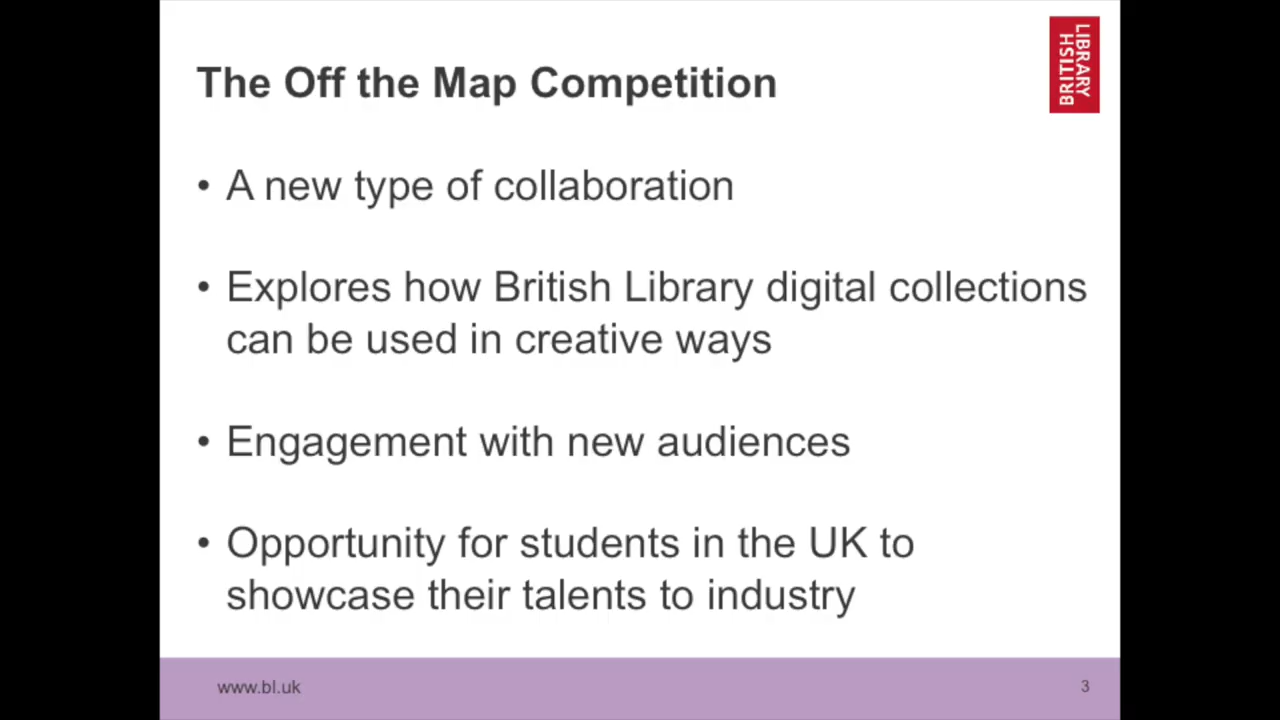 The Off the Map Competition
BRITISH
LIBRARY
• A new type of collaboration
• Explores how British Library digital collections
can be used in creative ways
• Engagement with new audiences
• Opportunity for students in the UK to
showcase their talents to industry
www.bl.uk
3